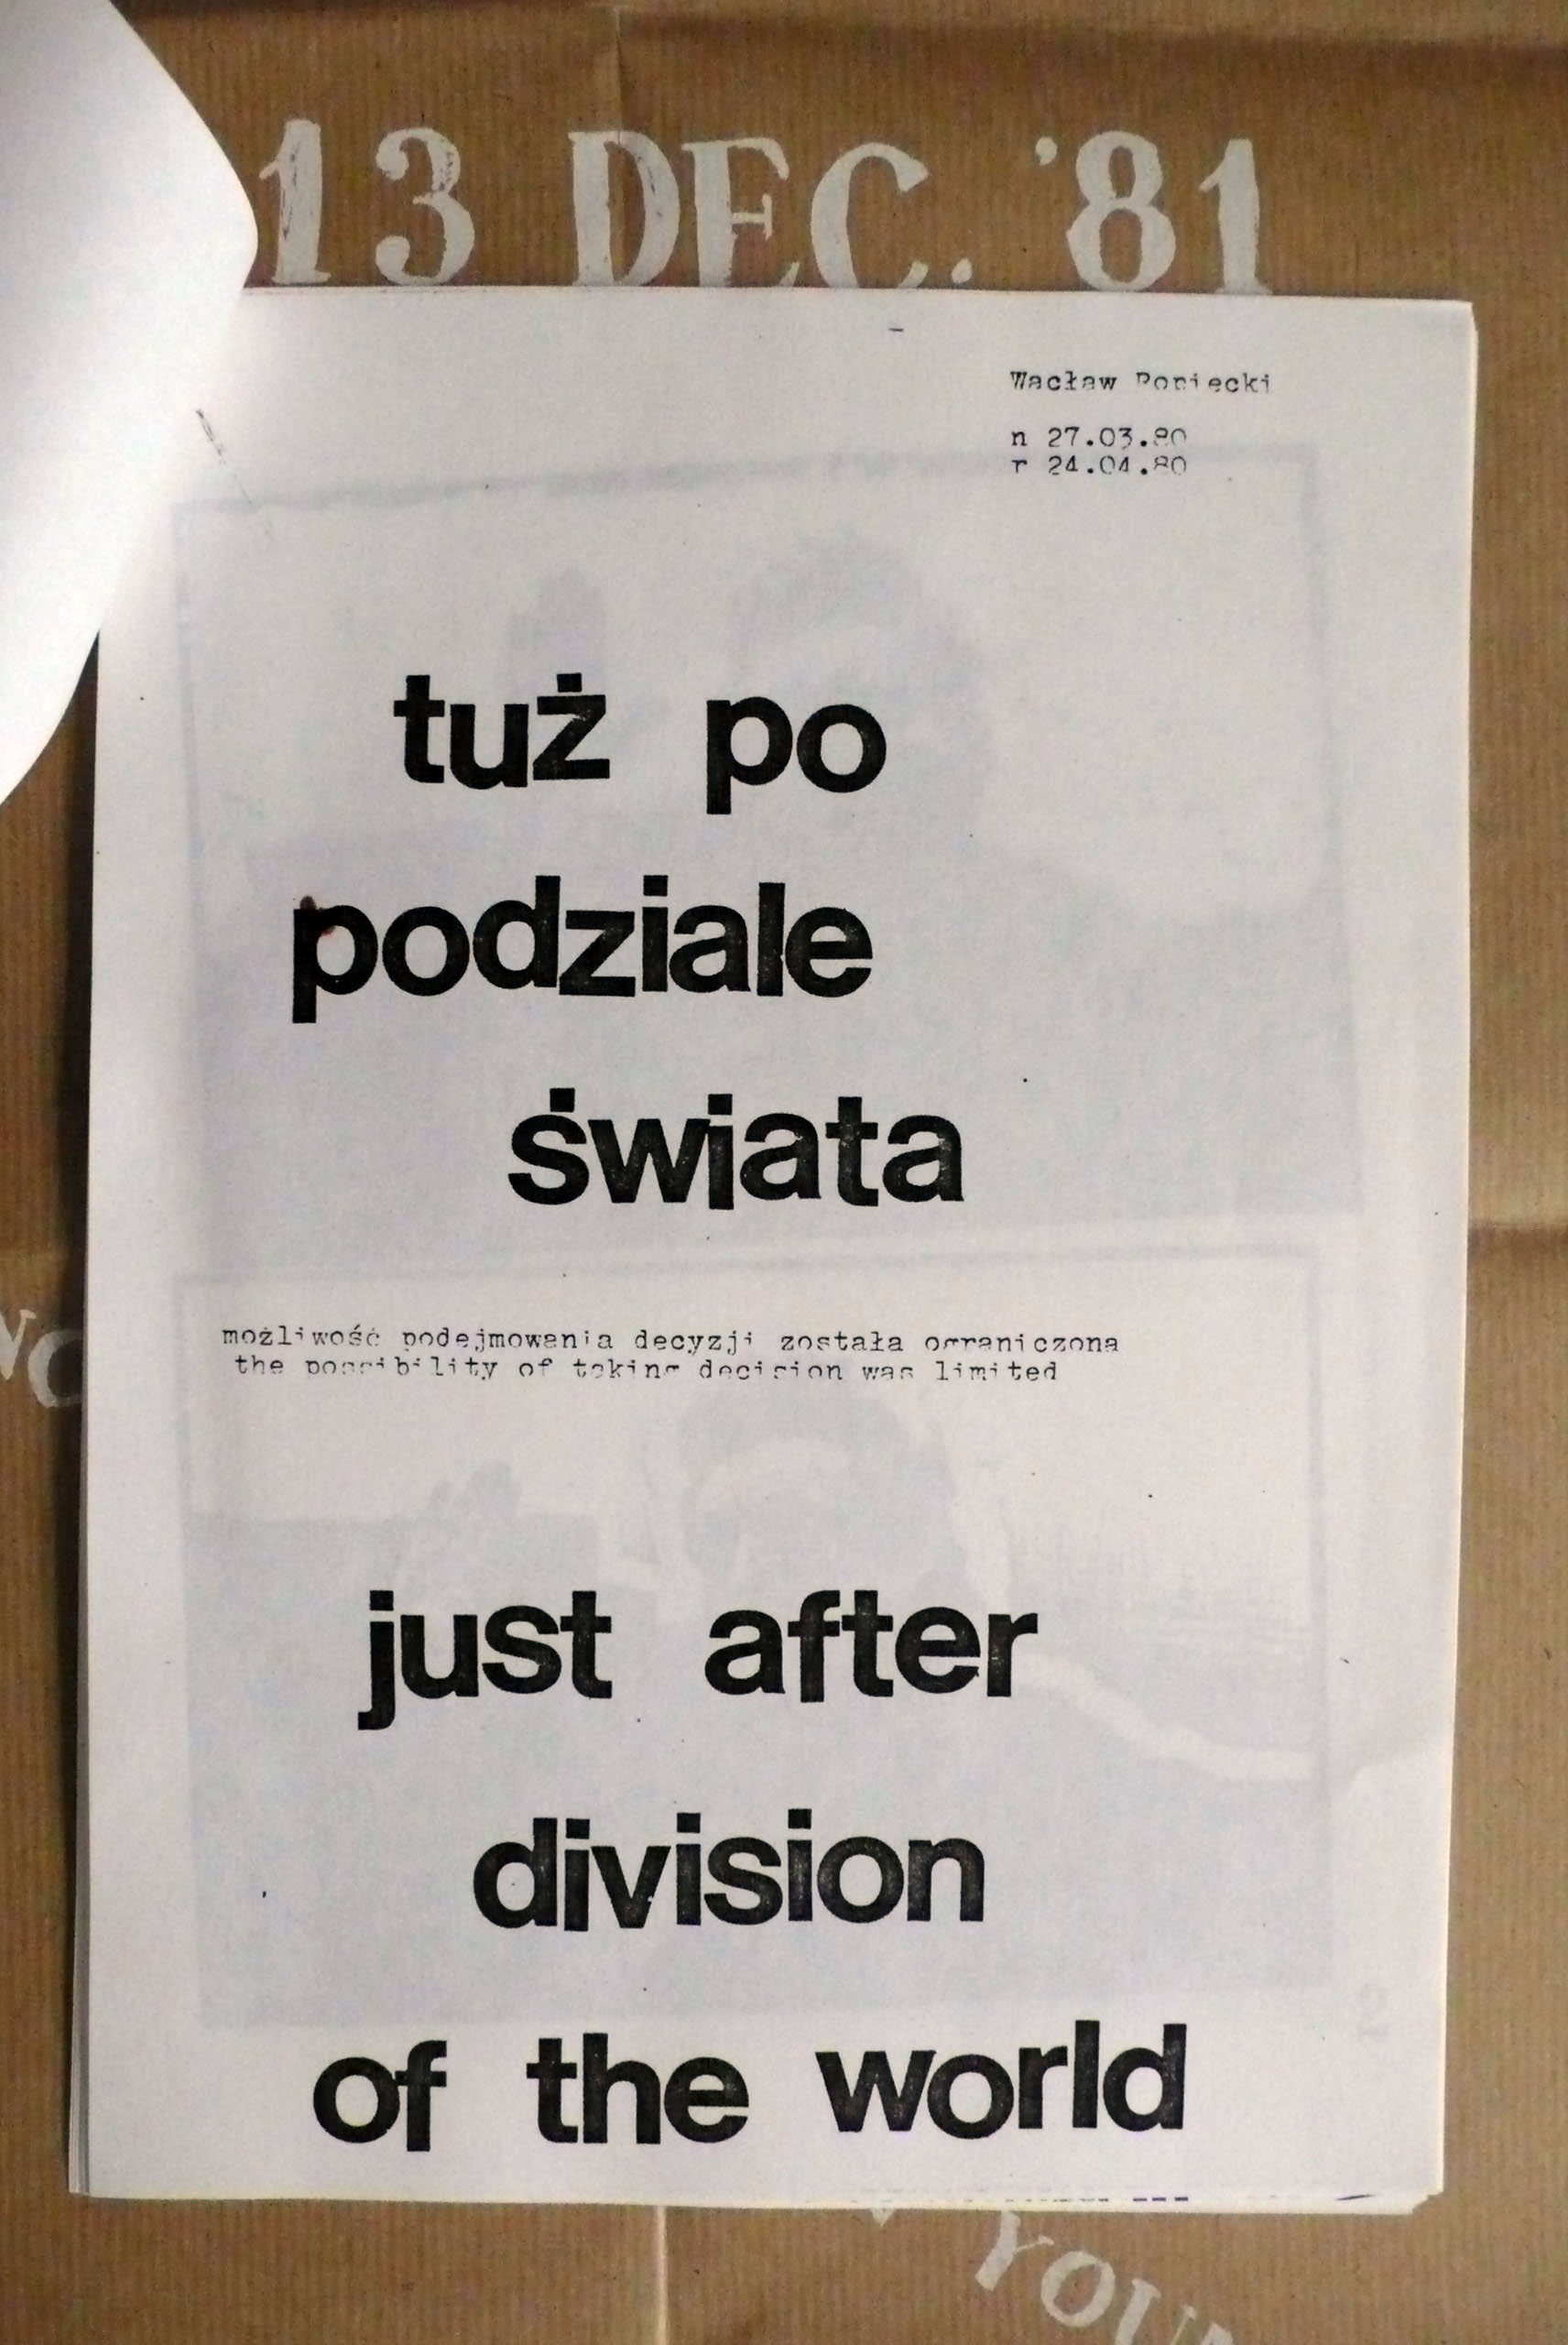 13 DEC. '81
Wacław Ropiecki
n 27.03.80
r 24.04.80
tuż po
podziale
świata
możliwość podejmowania decyzji została ograniczona
the possibility of taking decision was limited
just after
division
of the world